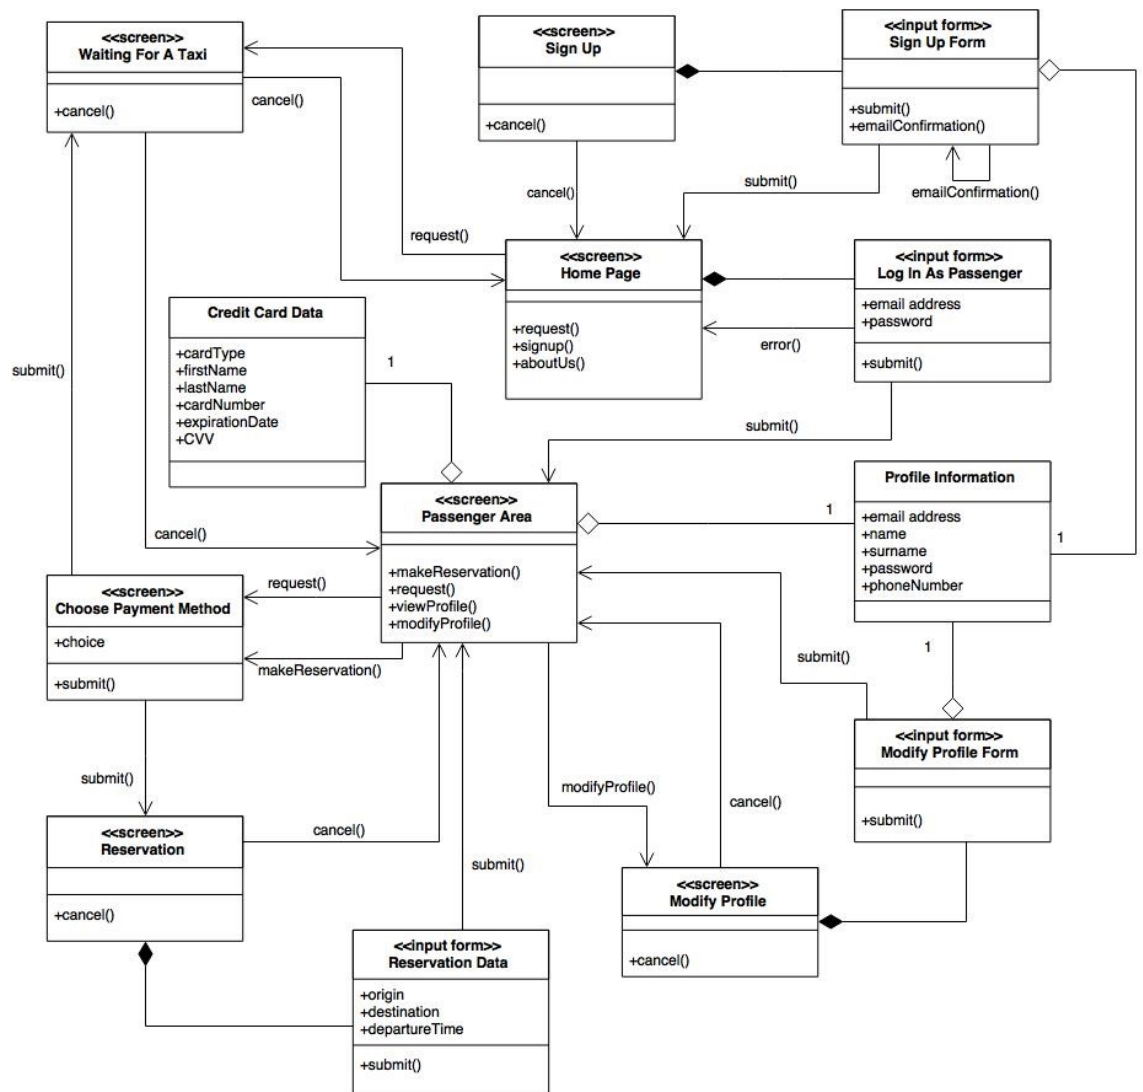 <<screen>>
Waiting For A Taxi
+cancel()
cancel()
<<screen>>
Sign Up
+cancel()
<<input form>>
Sign Up Form
+submit()
+emailConfirmation()
emailConfirmation()
submit()
cancel()
request()
<<screen>>
Home Page
+request()
+signup()
+aboutUs()
<<input form>>
Log In As Passenger
+email address
+password
+submit()
error()
submit()
Credit Card Data
+cardType
+firstName
+lastName
+cardNumber
+expirationDate
+CVV
1
submit()
<<screen>>
Passenger Area
+makeReservation()
+request()
+viewProfile()
+modifyProfile()
1
Profile Information
+email address
+name
+surname
+password
+phoneNumber
1
1
cancel()
request()
<<screen>>
Choose Payment Method
+choice
+submit()
makeReservation()
submit()
<<input form>>
Modify Profile Form
+submit()
submit()
modifyProfile()
cancel()
<<screen>>
Reservation
+cancel()
cancel()
submit()
<<screen>>
Modify Profile
+cancel()
<<input form>>
Reservation Data
+origin
+destination
+departureTime
+submit()